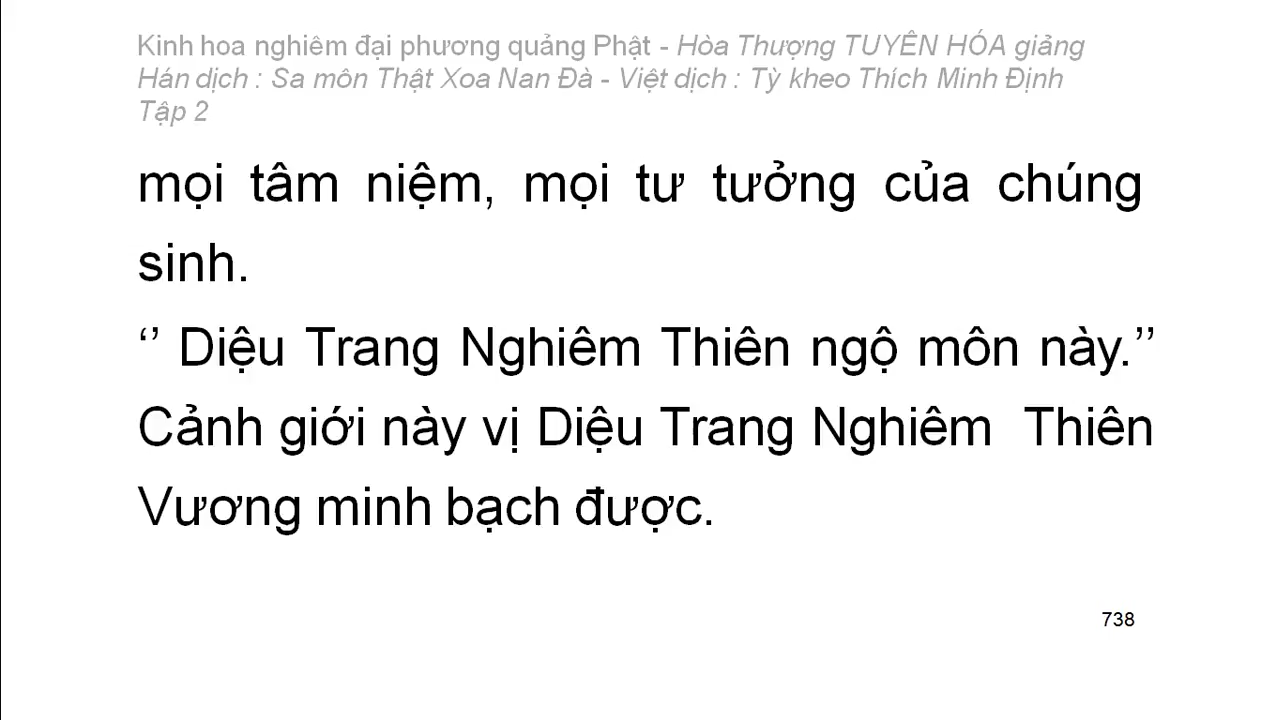 Kinh hoa nghiêm đại phương quảng Phật - Hòa Thượng TUYÊN HÓA giảng
Hán dịch : Sa môn Thật Xoa Nan Đà - Việt dịch : Tỳ kheo Thích Minh Định
Tập 2
mọi tâm niệm, mọi tư tưởng của chúng
sinh.
‘’ Diệu Trang Nghiêm Thiên ngộ môn này.’’
Cảnh giới này vị Diệu Trang Nghiêm Thiên
Vương minh bạch được.
738